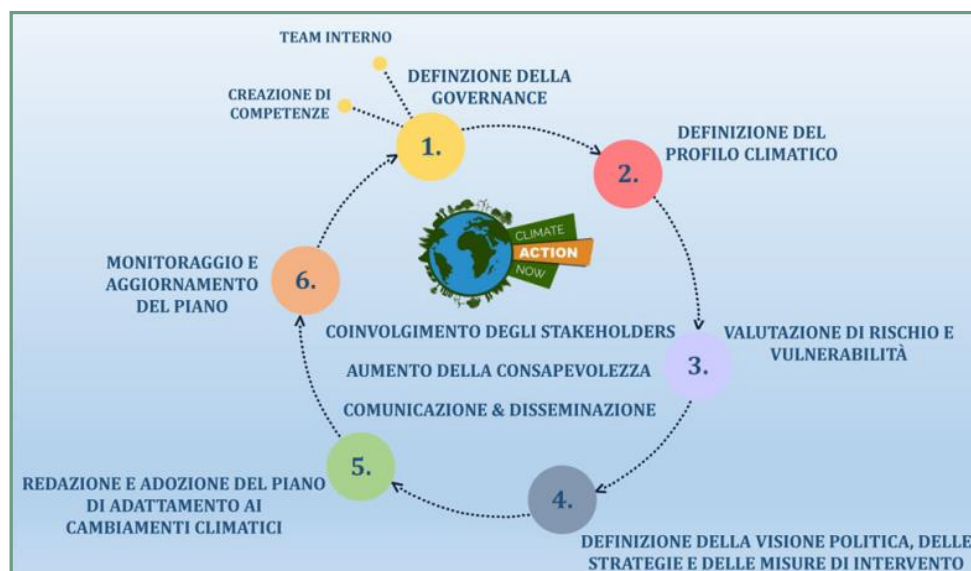 TEAM INTERNO
CREAZIONE DI
COMPETENZE
DEFINZIONE DELLA
GOVERNANCE
1.
DEFINIZIONE DEL
PROFILO CLIMATICO
2.
CLIMATE
ACTION
NOW
MONITORAGGIO E
AGGIORNAMENTO
DEL PIANO
6.
COINVOLGIMENTO DEGLI STAKEHOLDERS
AUMENTO DELLA CONSAPEVOLEZZA
COMUNICAZIONE & DISSEMINAZIONE
VALUTAZIONE DI RISCHIO E
VULNERABILITÀ
3.
5.
REDAZIONE E ADOZIONE DEL PIANO
DI ADATTAMENTO AI
CAMBIAMENTI CLIMATICI
4.
DEFINIZIONE DELLA VISIONE POLITICA, DELLE
STRATEGIE E DELLE MISURE DI INTERVENTO